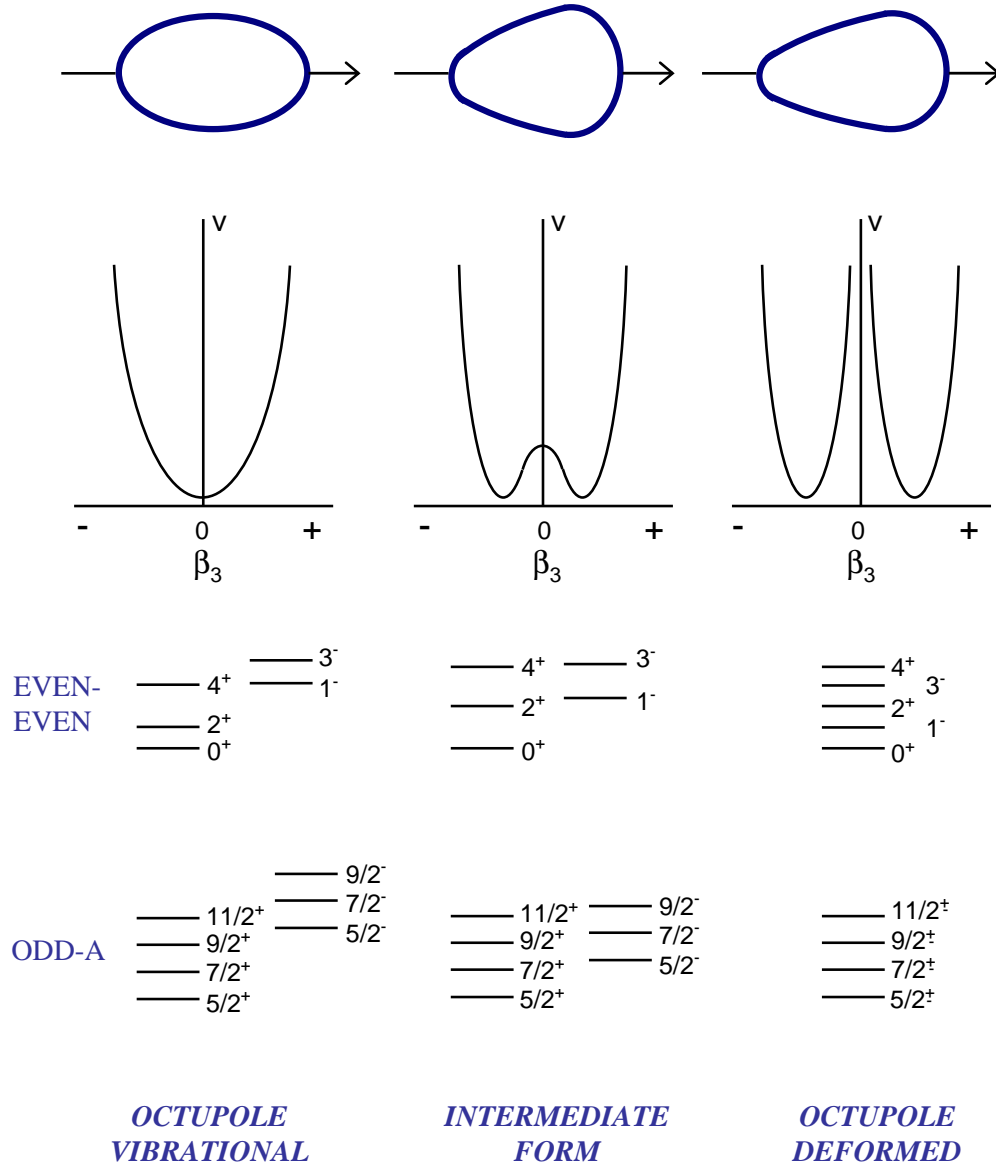 V V V
- 0 + - 0 + - 0 +
β₃ β₃ β₃
EVEN-
EVEN
3⁻
4⁺ 1⁻
2⁺
0⁺
3⁻
4⁺
1⁻
2⁺
0⁺
4⁺
3⁻
2⁺
1⁻
0⁺
ODD-A
9/2⁻
7/2⁻
11/2⁺
5/2⁻
9/2⁺
7/2⁺
5/2⁺
9/2⁻
11/2⁺
7/2⁻
9/2⁺
5/2⁻
7/2⁺
5/2⁺
11/2±
9/2±
7/2±
5/2±
OCTUPOLE
VIBRATIONAL
INTERMEDIATE
FORM
OCTUPOLE
DEFORMED